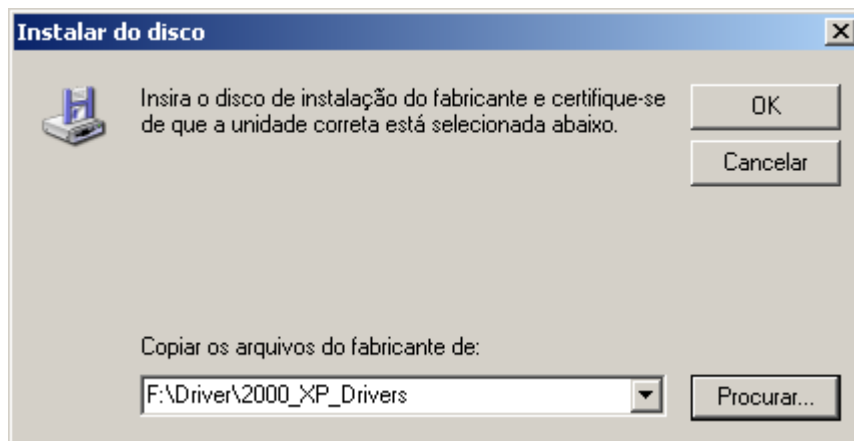 Instalar do disco
Insira o disco de instalação do fabricante e certifique-se
de que a unidade correta está selecionada abaixo.
OK
Cancelar
Copiar os arquivos do fabricante de:
F:\Driver\2000_XP_Drivers
Procurar...